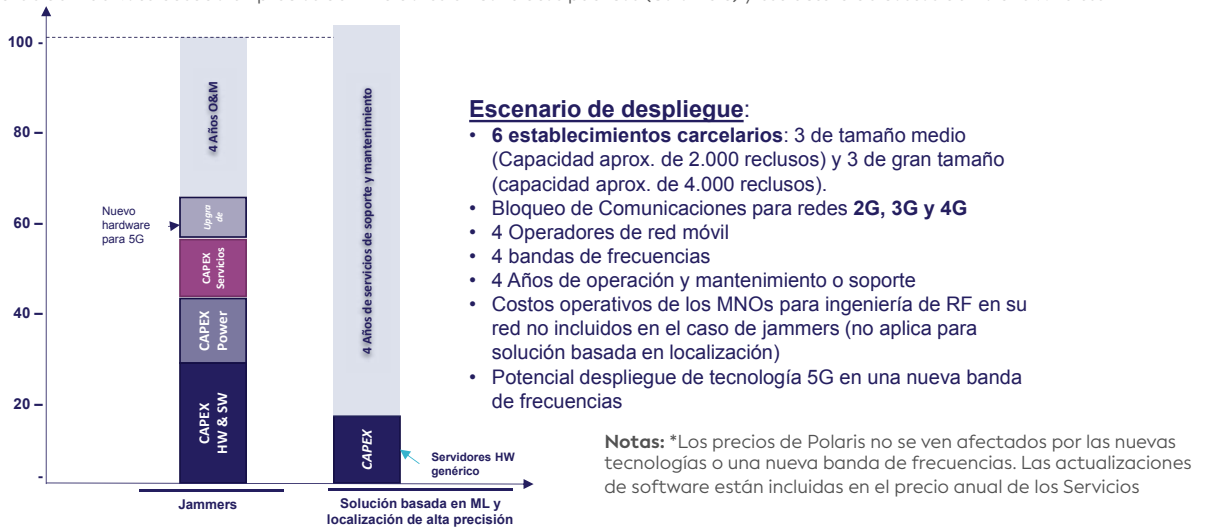 100 -
80 –
60 –
40 –
20 –
-
4 Años O&M
Upgra
de
CAPEX
Servicios
CAPEX
Power
CAPEX
HW & SW
Nuevo
hardware
para 5G
Jammers
4 Años de servicios de soporte y mantenimiento
CAPEX
Servidores HW
genérico
Solución basada en ML y
localización de alta precisión
Escenario de despliegue:
• 6 establecimientos carcelarios: 3 de tamaño medio
(Capacidad aprox. de 2.000 reclusos) y 3 de gran tamaño
(capacidad aprox. de 4.000 reclusos).
• Bloqueo de Comunicaciones para redes 2G, 3G y 4G
• 4 Operadores de red móvil
• 4 bandas de frecuencias
• 4 Años de operación y mantenimiento o soporte
• Costos operativos de los MNOs para ingeniería de RF en su
red no incluidos en el caso de jammers (no aplica para
solución basada en localización)
• Potencial despliegue de tecnología 5G en una nueva banda
de frecuencias
Notas: *Los precios de Polaris no se ven afectados por las nuevas
tecnologías o una nueva banda de frecuencias. Las actualizaciones
de software están incluidas en el precio anual de los Servicios